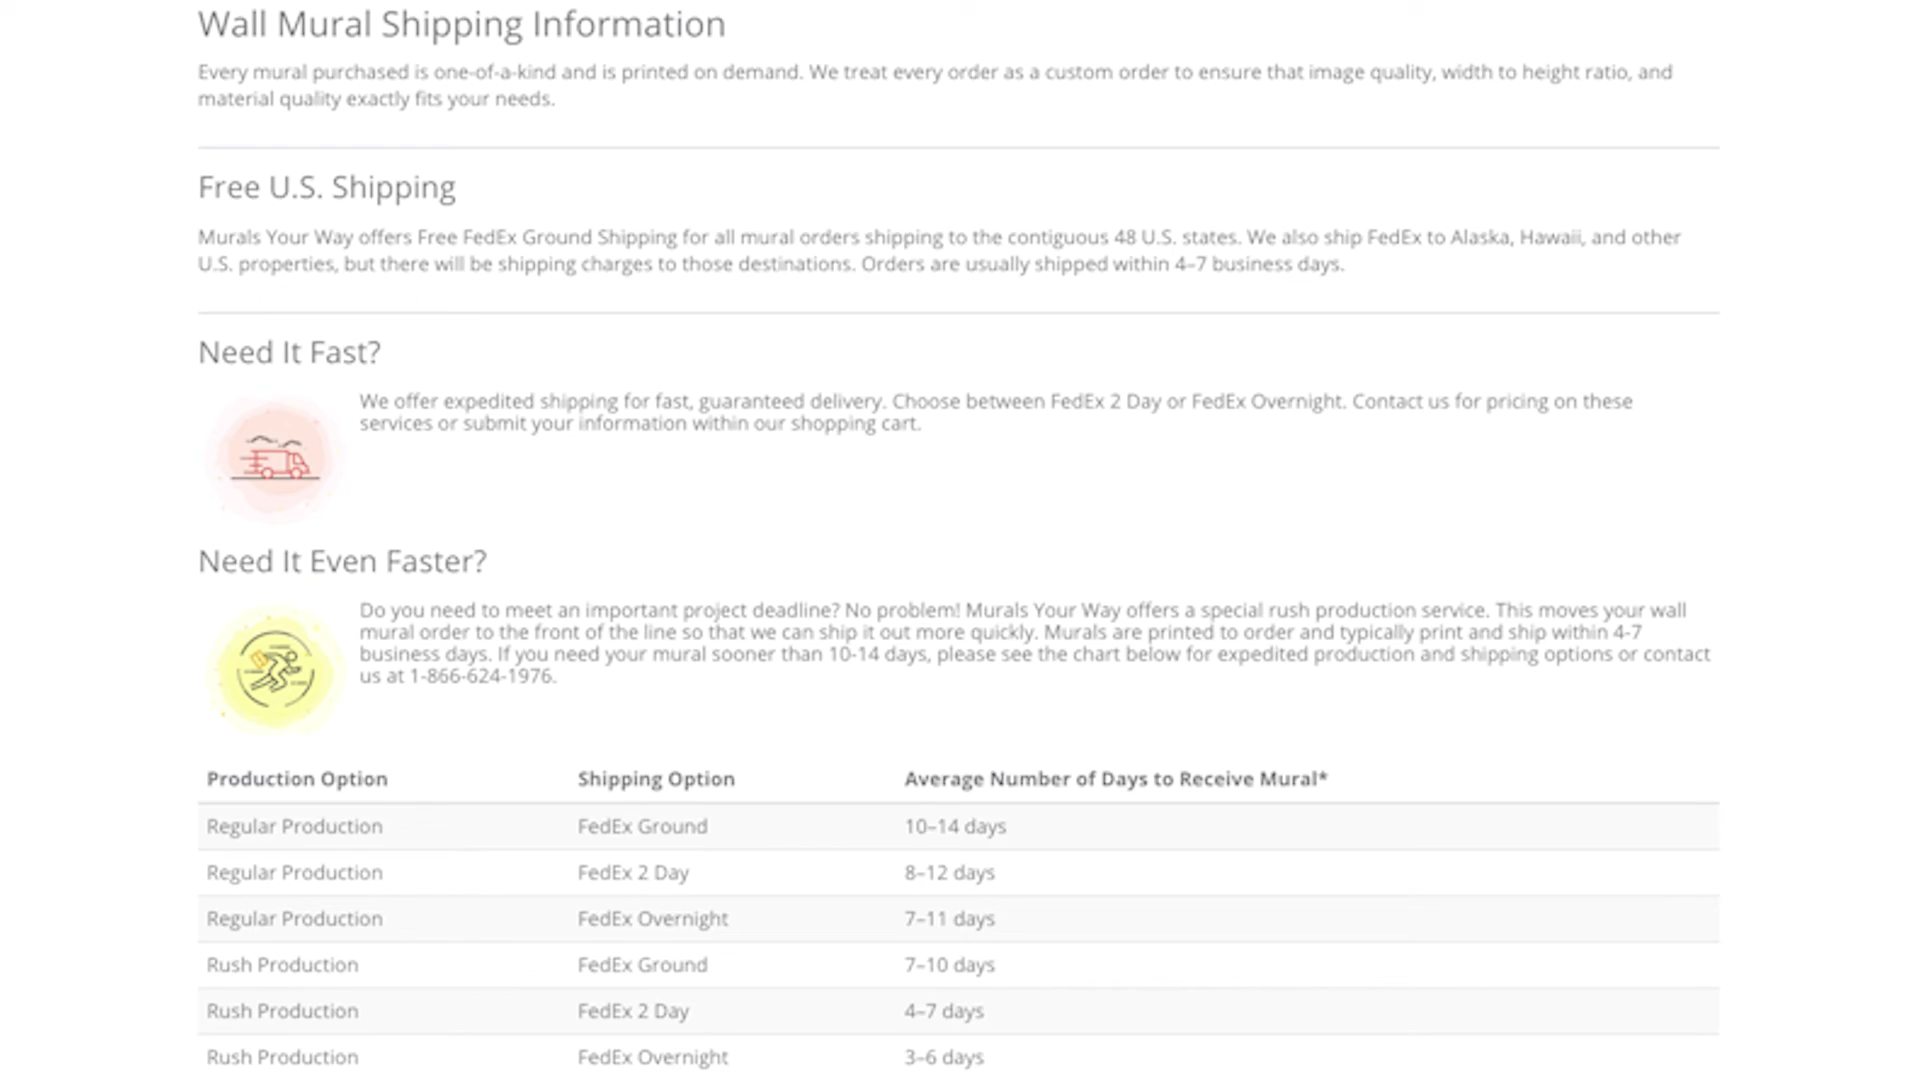 Wall Mural Shipping Information
Every mural purchased is one-of-a-kind and is printed on demand. We treat every order as a custom order to ensure that image quality, width to height ratio, and
material quality exactly fits your needs.
Free U.S. Shipping
Murals Your Way offers Free FedEx Ground Shipping for all mural orders shipping to the contiguous 48 U.S. states. We also ship FedEx to Alaska, Hawaii, and other
U.S. properties, but there will be shipping charges to those destinations. Orders are usually shipped within 4–7 business days.
Need It Fast?
We offer expedited shipping for fast, guaranteed delivery. Choose between FedEx 2 Day or FedEx Overnight. Contact us for pricing on these
services or submit your information within our shopping cart.
Need It Even Faster?
Do you need to meet an important project deadline? No problem! Murals Your Way offers a special rush production service. This moves your wall
mural order to the front of the line so that we can ship it out more quickly. Murals are printed to order and typically print and ship within 4-7
business days. If you need your mural sooner than 10-14 days, please see the chart below for expedited production and shipping options or contact
us at 1-866-624-1976.
Production Option Shipping Option Average Number of Days to Receive Mural*
Regular Production FedEx Ground 10–14 days
Regular Production FedEx 2 Day 8–12 days
Regular Production FedEx Overnight 7–11 days
Rush Production FedEx Ground 7–10 days
Rush Production FedEx 2 Day 4–7 days
Rush Production FedEx Overnight 3–6 days